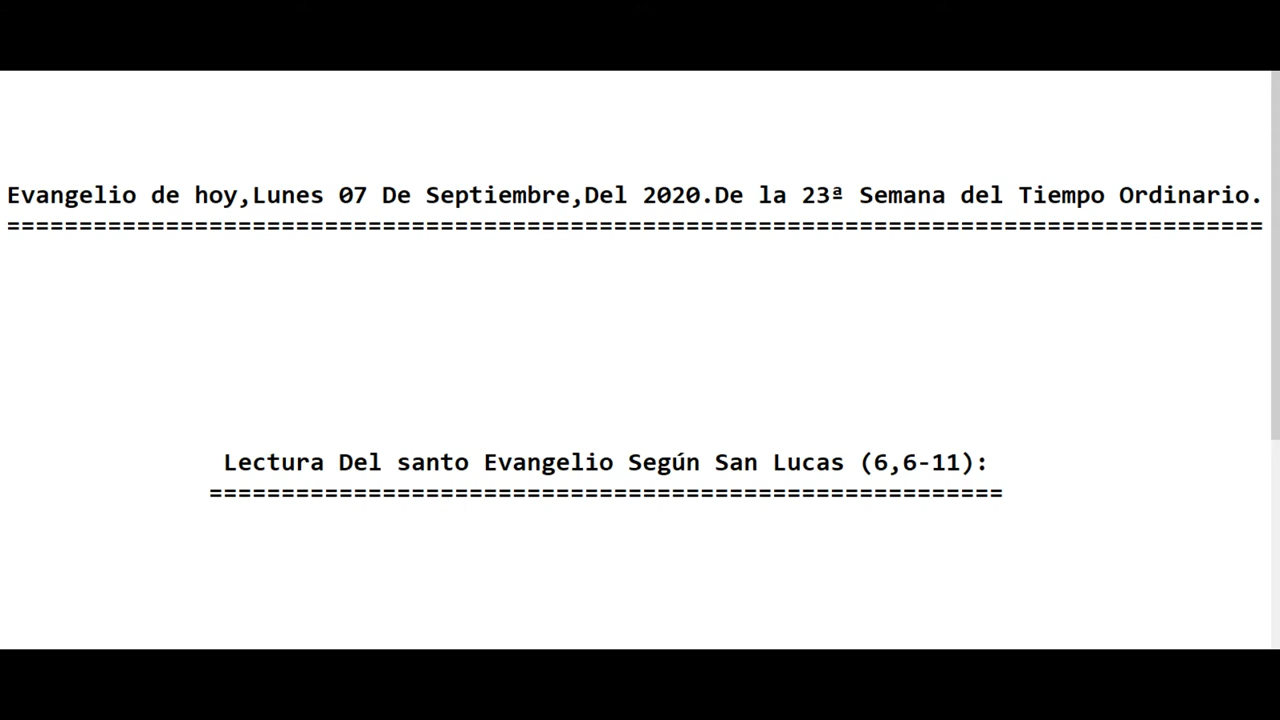 Evangelio de hoy,Lunes 07 De Septiembre,Del 2020.De la 23ª Semana del Tiempo Ordinario.
=======================================================================================
Lectura Del santo Evangelio Según San Lucas (6,6-11):
=======================================================